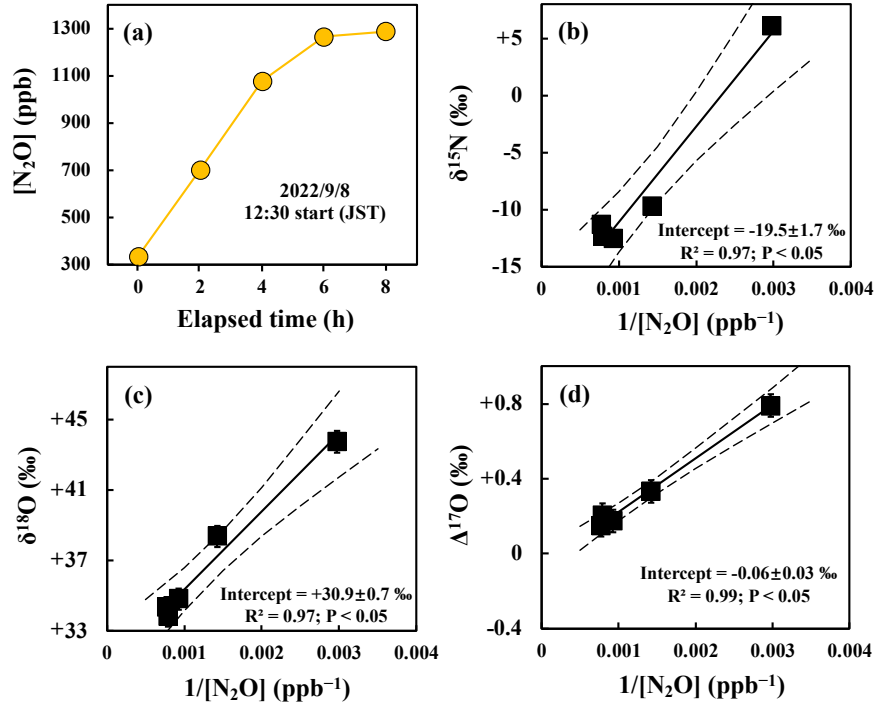 (a)
1300
1100
900
700
500
300
[N₂O] (ppb)
2022/9/8
12:30 start (JST)
0
2
4
6
8
Elapsed time (h)
(b)
+5
0
-5
-10
-15
δ¹⁵N (‰)
Intercept = -19.5±1.7 ‰
R² = 0.97; P < 0.05
0
0.001
0.002
0.003
0.004
1/[N₂O] (ppb⁻¹)
(c)
+45
+41
+37
+33
δ¹⁸O (‰)
Intercept = +30.9±0.7 ‰
R² = 0.97; P < 0.05
0
0.001
0.002
0.003
0.004
1/[N₂O] (ppb⁻¹)
(d)
+0.8
+0.4
0
-0.4
Δ¹⁷O (‰)
Intercept = -0.06±0.03 ‰
R² = 0.99; P < 0.05
0
0.001
0.002
0.003
0.004
1/[N₂O] (ppb⁻¹)